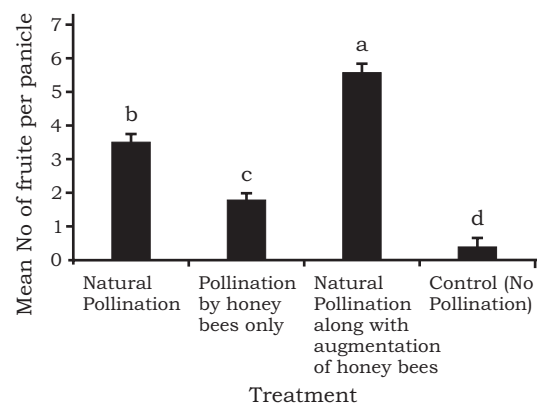 Mean No of fruite per panicle
7
6
5
4
3
2
1
0
b
c
a
d
Natural
Pollination
Pollination
by honey
bees only
Natural
Pollination
along with
augmentation
of honey bees
Control (No
Pollination)
Treatment